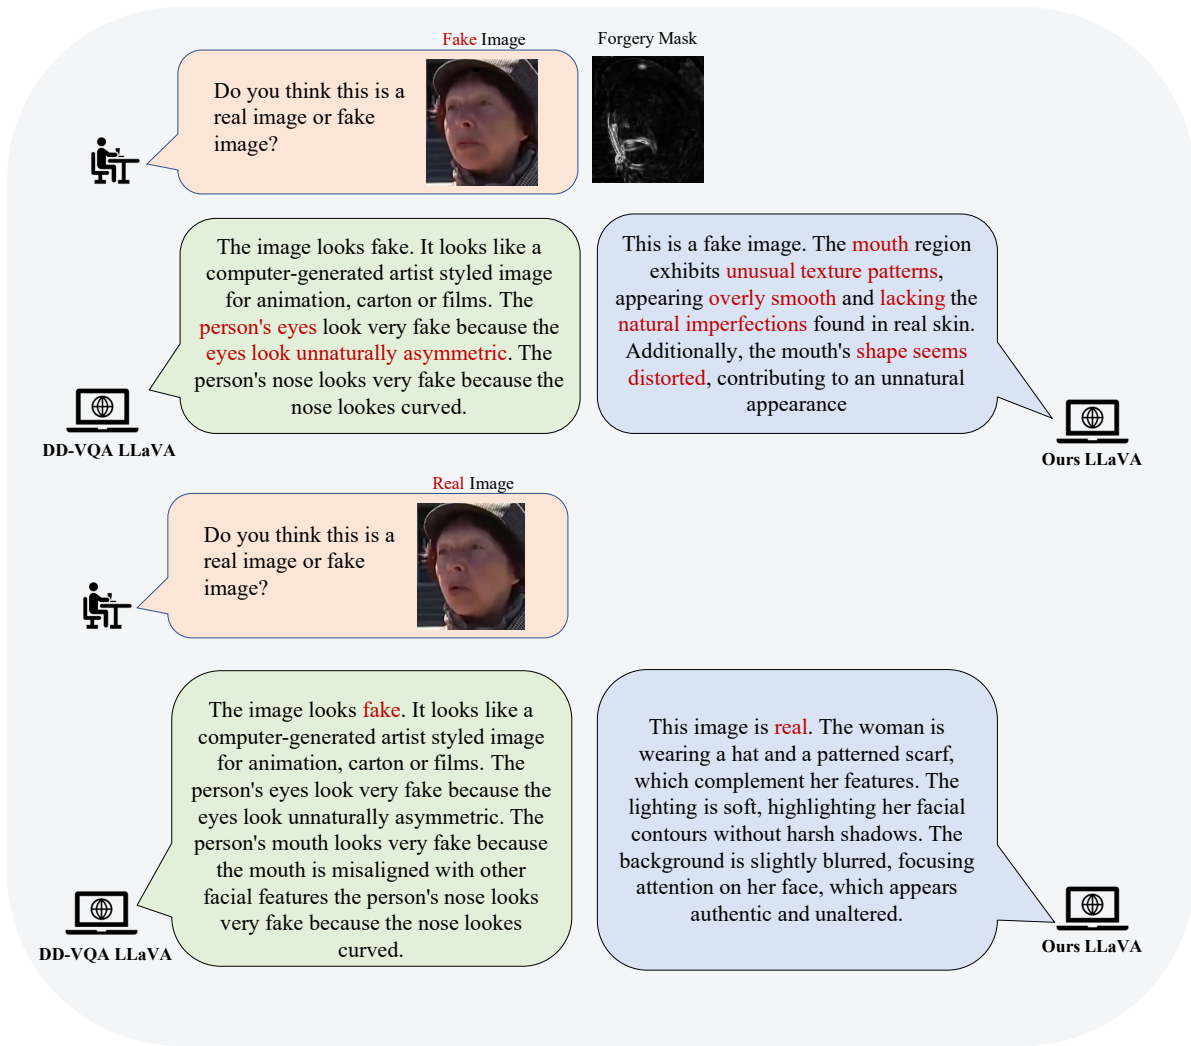 Fake Image
Forgery Mask
Do you think this is a
real image or fake
image?
The image looks fake. It looks like a
computer-generated artist styled image
for animation, carton or films. The
person's eyes look very fake because the
eyes look unnaturally asymmetric. The
person's nose looks very fake because the
nose lookes curved.
DD-VQA LLaVA
This is a fake image. The mouth region
exhibits unusual texture patterns,
appearing overly smooth and lacking the
natural imperfections found in real skin.
Additionally, the mouth's shape seems
distorted, contributing to an unnatural
appearance
Ours LLaVA
Real Image
Do you think this is a
real image or fake
image?
The image looks fake. It looks like a
computer-generated artist styled image
for animation, carton or films. The
person's eyes look very fake because the
eyes look unnaturally asymmetric. The
person's mouth looks very fake because
the mouth is misaligned with other
facial features the person's nose looks
very fake because the nose lookes
curved.
DD-VQA LLaVA
This image is real. The woman is
wearing a hat and a patterned scarf,
which complement her features. The
lighting is soft, highlighting her facial
contours without harsh shadows. The
background is slightly blurred, focusing
attention on her face, which appears
authentic and unaltered.
Ours LLaVA